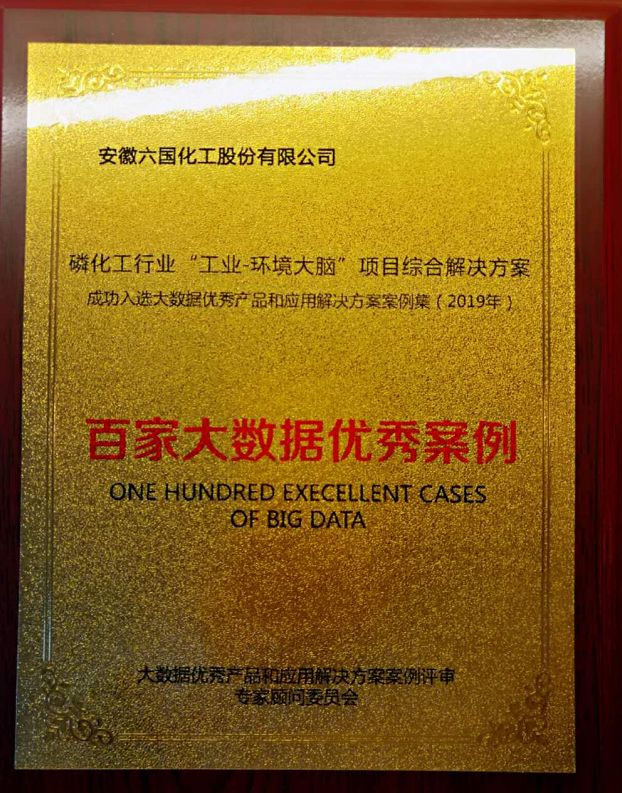 安徽六国化工股份有限公司
磷化工行业“工业-环境大脑”项目综合解决方案
成功入选大数据优秀产品和应用解决方案案例集（2019年）
百家大数据优秀案例
ONE HUNDRED EXECELLENT CASES
OF BIG DATA
大数据优秀产品和应用解决方案案例评审
专家顾问委员会